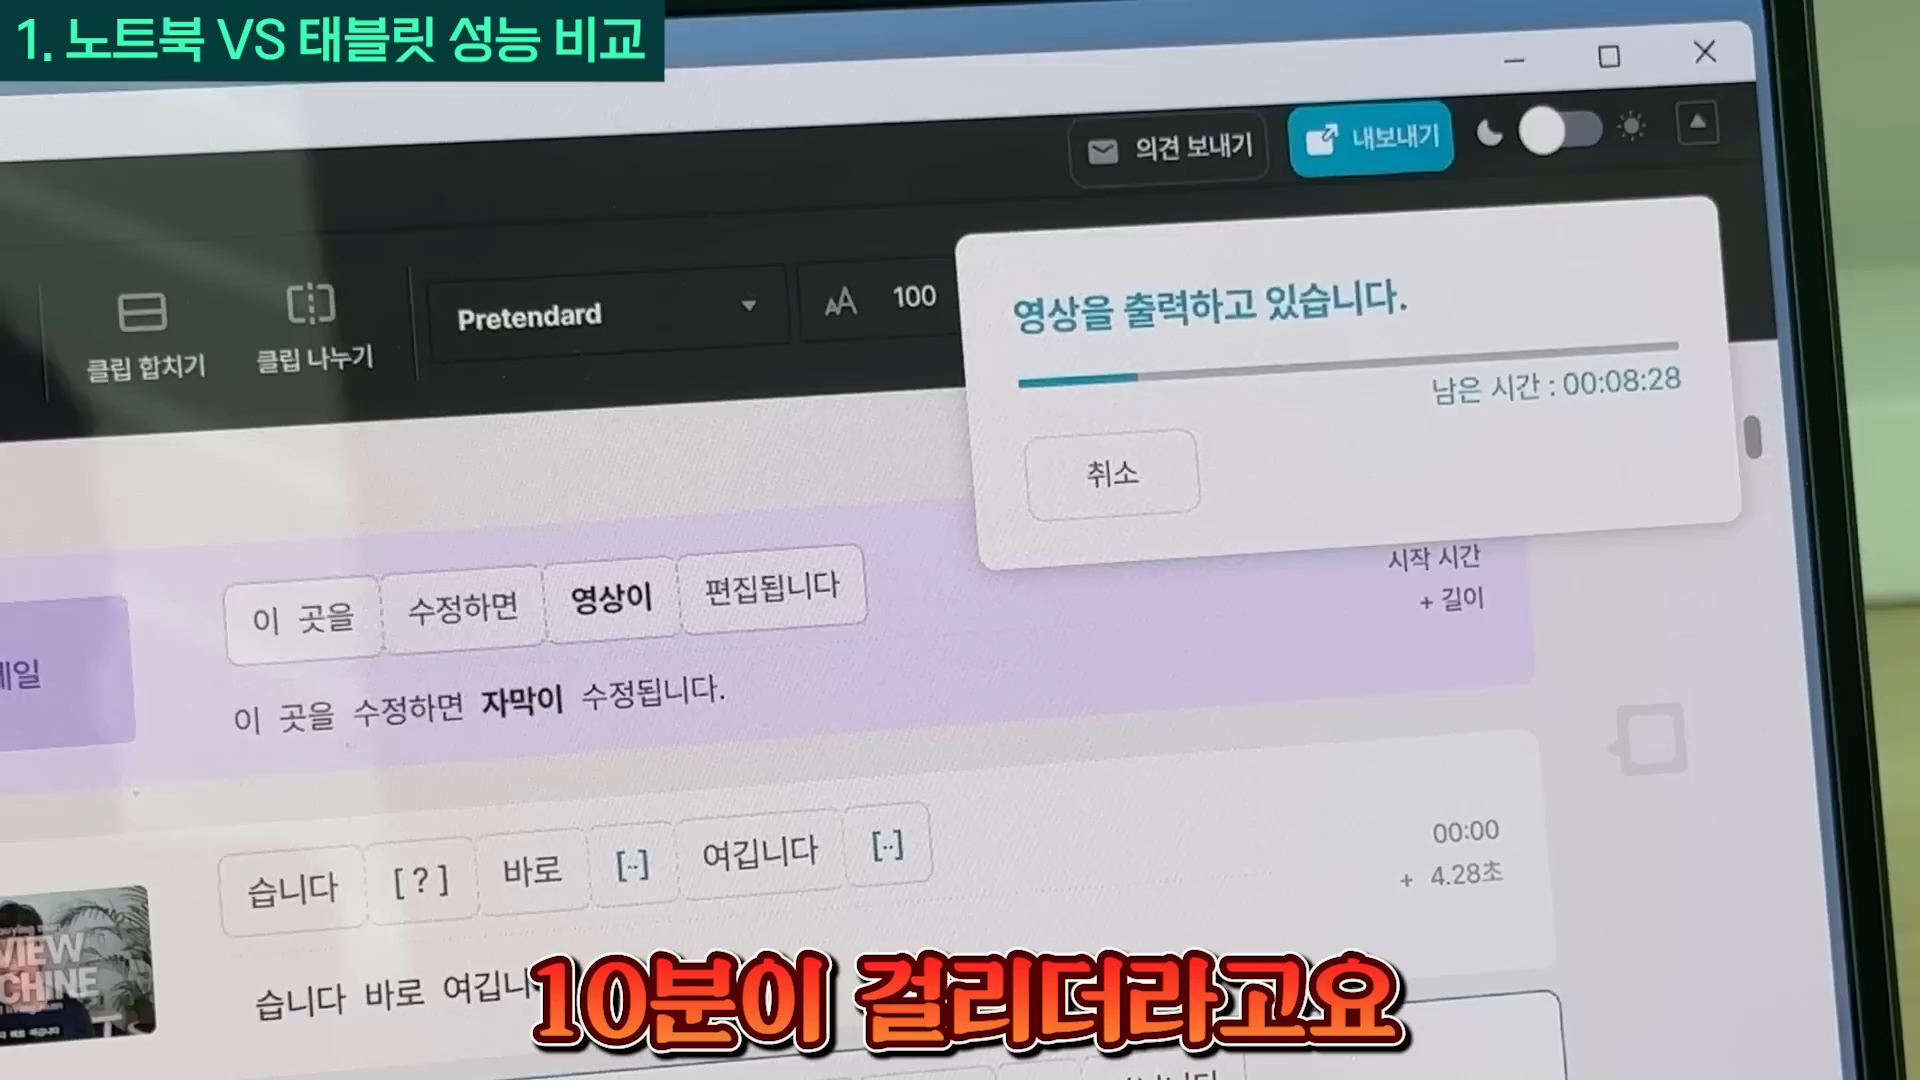 1. 노트북 VS 태블릿 성능 비교
의견 보내기
내보내기
클립 합치기
클립 나누기
Pretendard
AA 100
영상을 출력하고 있습니다.
남은 시간 : 00:08:28
취소
이 곳을 수정하면 영상이 편집됩니다
시작 시간
+ 길이
이 곳을 수정하면 자막이 수정됩니다.
습니다 [ ? ] 바로 [··] 여깁니다 [··]
00:00
+ 4.28초
습니다 바로
VIEW
CHINE
10분이 걸리더라고요